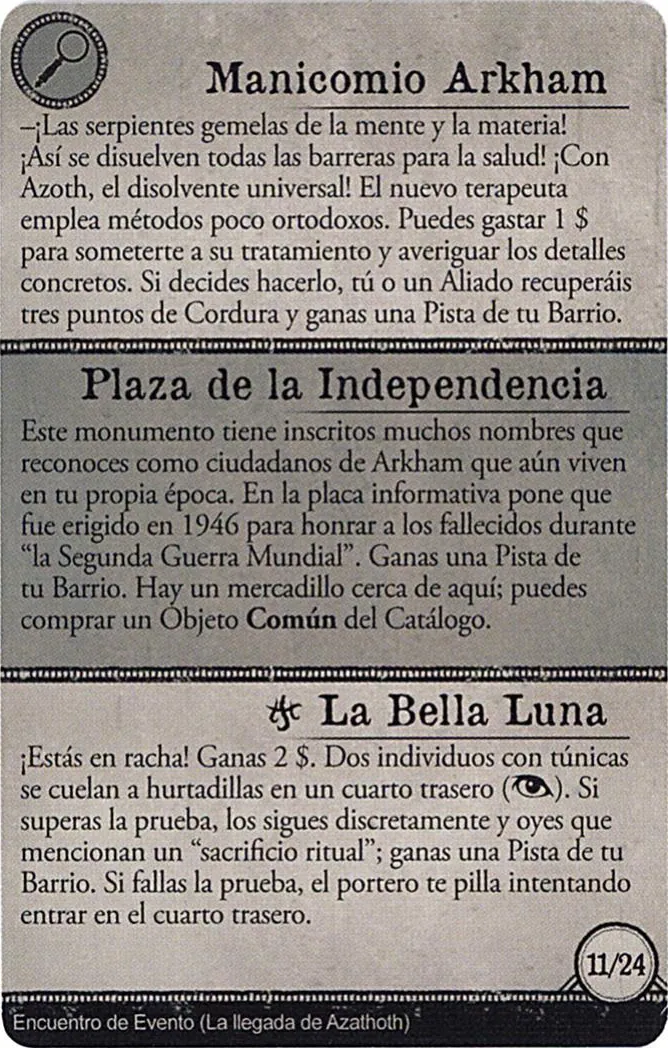 Manicomio Arkham
–¡Las serpientes gemelas de la mente y la materia!
¡Así se disuelven todas las barreras para la salud! ¡Con
Azoth, el disolvente universal! El nuevo terapeuta
emplea métodos poco ortodoxos. Puedes gastar 1 $
para someterte a su tratamiento y averiguar los detalles
concretos. Si decides hacerlo, tú o un Aliado recuperáis
tres puntos de Cordura y ganas una Pista de tu Barrio.
Plaza de la Independencia
Este monumento tiene inscritos muchos nombres que
reconoces como ciudadanos de Arkham que aún viven
en tu propia época. En la placa informativa pone que
fue erigido en 1946 para honrar a los fallecidos durante
“la Segunda Guerra Mundial”. Ganas una Pista de
tu Barrio. Hay un mercadillo cerca de aquí; puedes
comprar un Objeto Común del Catálogo.
La Bella Luna
¡Estás en racha! Ganas 2 $. Dos individuos con túnicas
se cuelan a hurtadillas en un cuarto trasero (). Si
superas la prueba, los sigues discretamente y oyes que
mencionan un “sacrificio ritual”; ganas una Pista de tu
Barrio. Si fallas la prueba, el portero te pilla intentando
entrar en el cuarto trasero.
11/24
Encuentro de Evento (La llegada de Azathoth)